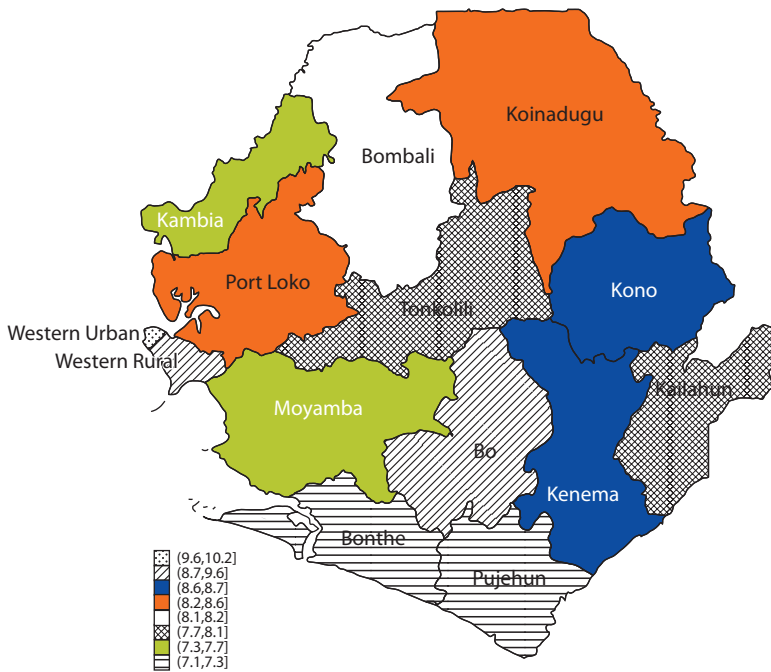 Koinadugu
Bombali
Kambia
Port Loko
Kono
Tonkolili
Western Urban
Western Rural
Kailahun
Moyamba
Bo
Kenema
Bonthe
Pujehun
(9.6,10.2]
(8.7,9.6]
(8.6,8.7]
(8.2,8.6]
(8.1,8.2]
(7.7,8.1]
(7.3,7.7]
(7.1,7.3]